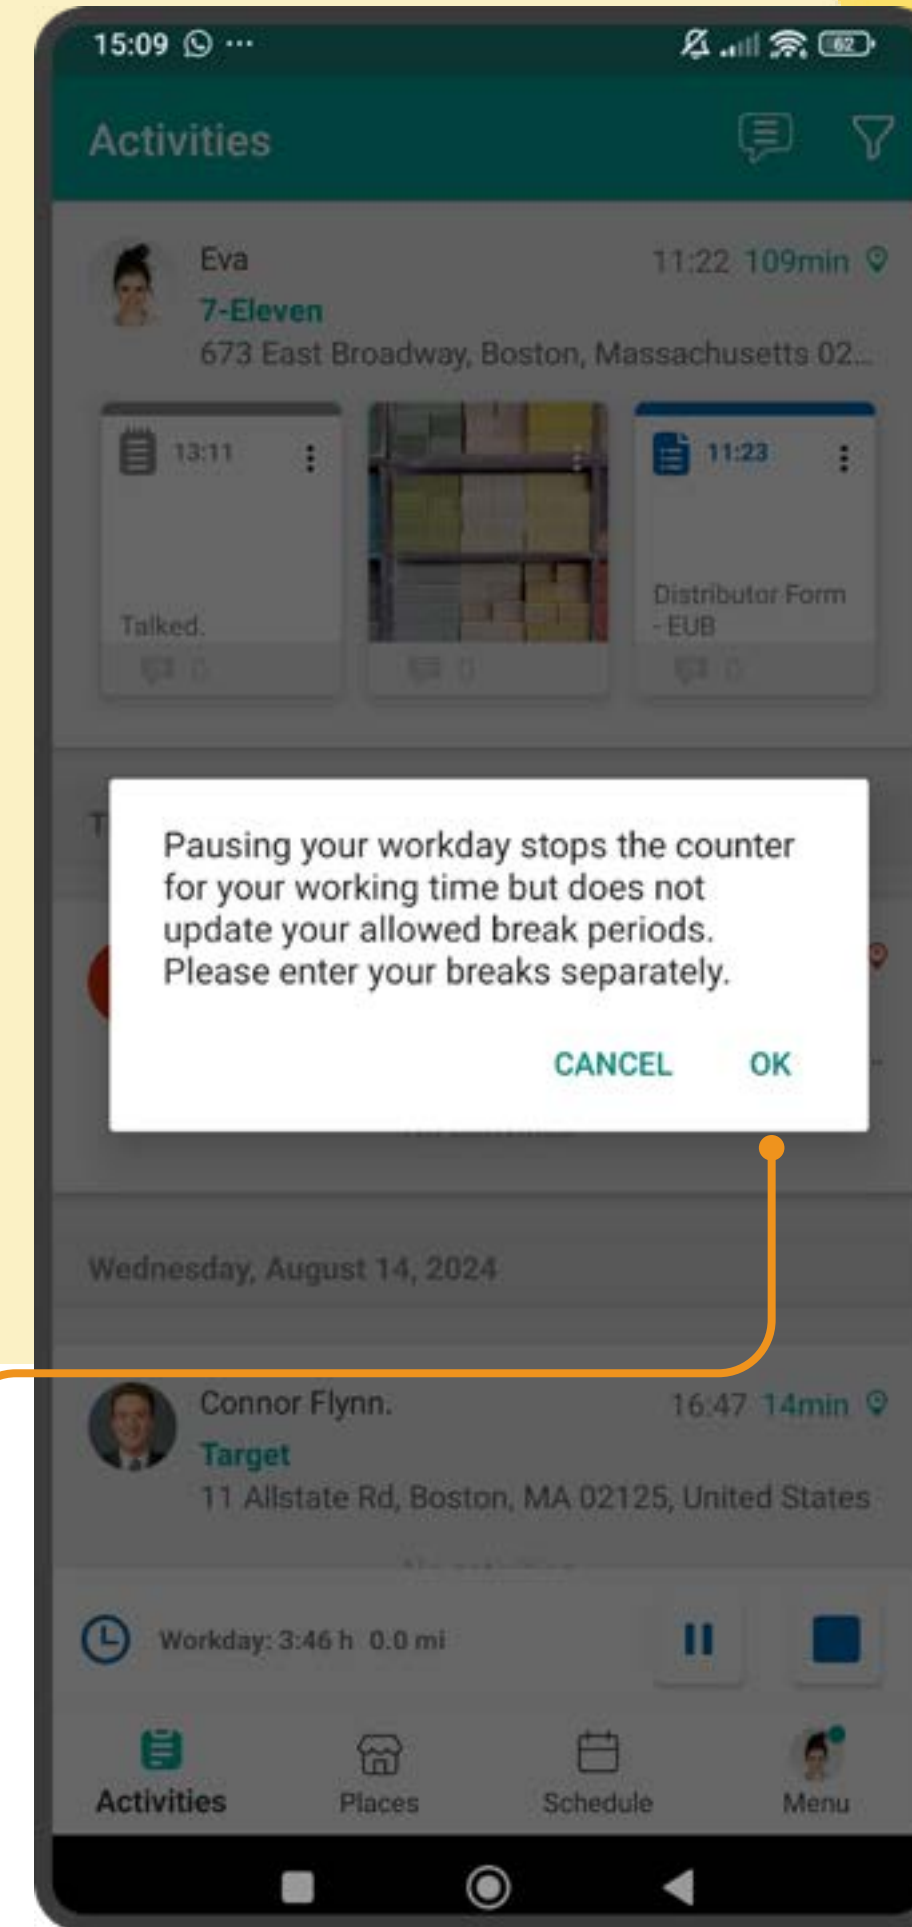 15:09
62
Activities
Eva
11:22 109min
7-Eleven
673 East Broadway, Boston, Massachusetts 02...
13:11
11:23
Talked.
Distributor Form
- EUB
0
0
0
T
Pausing your workday stops the counter
for your working time but does not
update your allowed break periods.
Please enter your breaks separately.
CANCEL OK
Wednesday, August 14, 2024
Connor Flynn.
16:47 14min
Target
11 Allstate Rd, Boston, MA 02125, United States
Workday: 3:46 h 0.0 mi
Activities
Places
Schedule
Menu